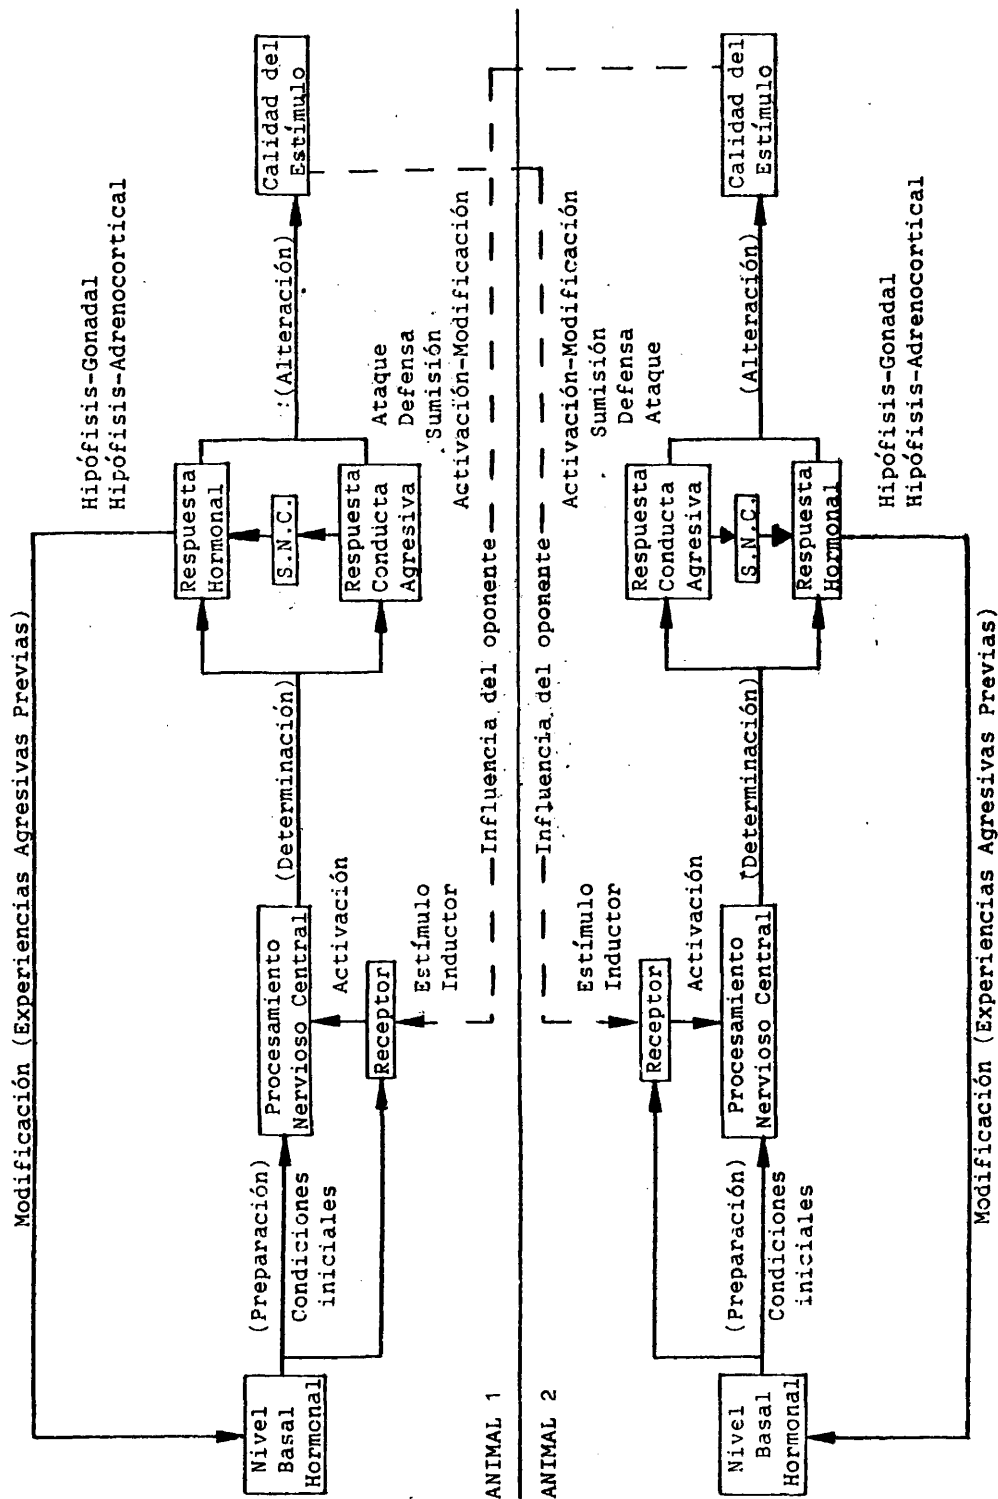 Modificación (Experiencias Agresivas Previas)
Hipófisis-Gonadal
Hipófisis-Adrenocortical
Nivel
Basal
Hormonal
(Preparación)
Condiciones
iniciales
Procesamiento
Nervioso Central
Activación
Receptor
Estímulo
Inductor
(Determinación)
Respuesta
Hormonal
S.N.C.
Respuesta
Conducta
Agresiva
(Alteración)
Calidad del
Estímulo
Ataque
Defensa
Sumisión
Activación-Modificación
Influencia del oponente
ANIMAL 1
ANIMAL 2
Influencia del oponente
Activación-Modificación
Sumisión
Defensa
Ataque
Estímulo
Inductor
Receptor
Activación
Respuesta
Conducta
Agresiva
S.N.C.
Respuesta
Hormonal
(Alteración)
Calidad del
Estímulo
Nivel
Basal
Hormonal
(Preparación)
Condiciones
iniciales
Procesamiento
Nervioso Central
(Determinación)
Hipófisis-Gonadal
Hipófisis-Adrenocortical
Modificación (Experiencias Agresivas Previas)